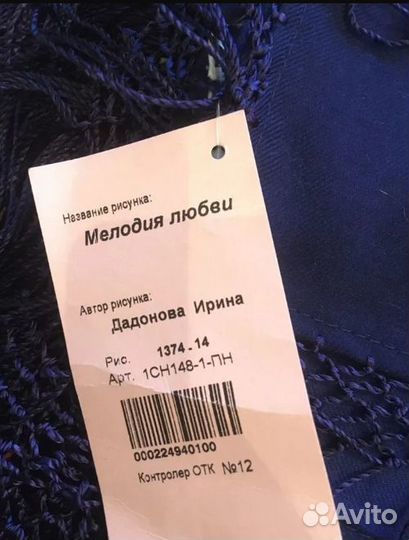 Название рисунка:
Мелодия любви
Автор рисунка:
Дадонова Ирина
Рис. 1374-14
Арт. 1СН148-1-ПН
000224940100
Контролер ОТК №12
Avito